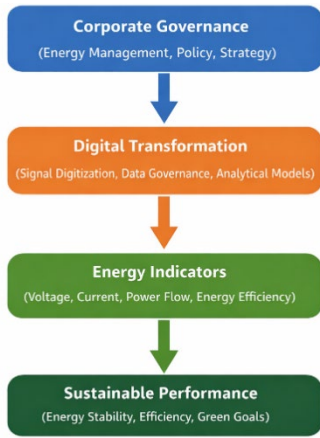 Corporate Governance
(Energy Management, Policy, Strategy)
Digital Transformation
(Signal Digitization, Data Governance, Analytical Models)
Energy Indicators
(Voltage, Current, Power Flow, Energy Efficiency)
Sustainable Performance
(Energy Stability, Efficiency, Green Goals)